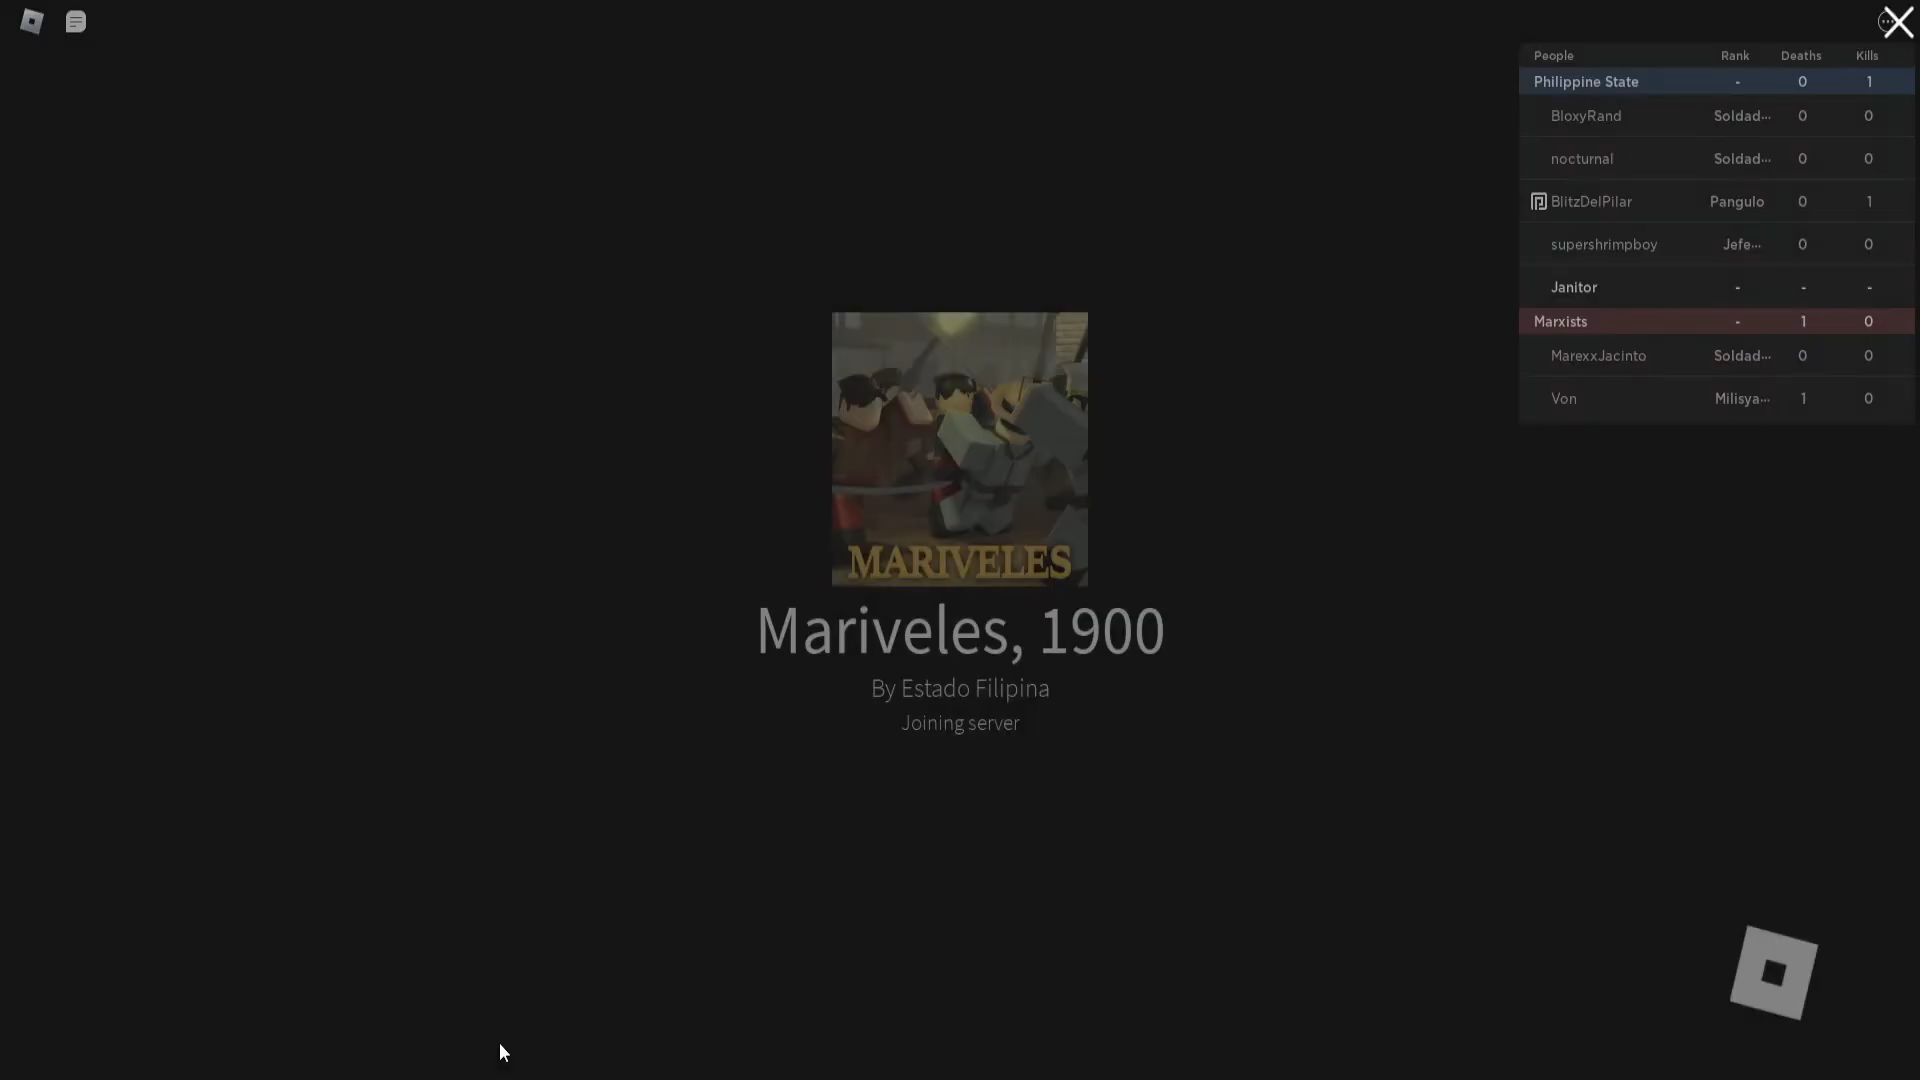 People Rank Deaths Kills
Philippine State - 0 1
BloxyRand Soldad... 0 0
nocturnal Soldad... 0 0
BlitzDelPilar Pangulo 0 1
supershrimpboy Jefe... 0 0
Janitor - - -
Marxists - 1 0
MarexxJacinto Soldad... 0 0
Von Milisya... 1 0
MARIVELES
Mariveles, 1900
By Estado Filipina
Joining server